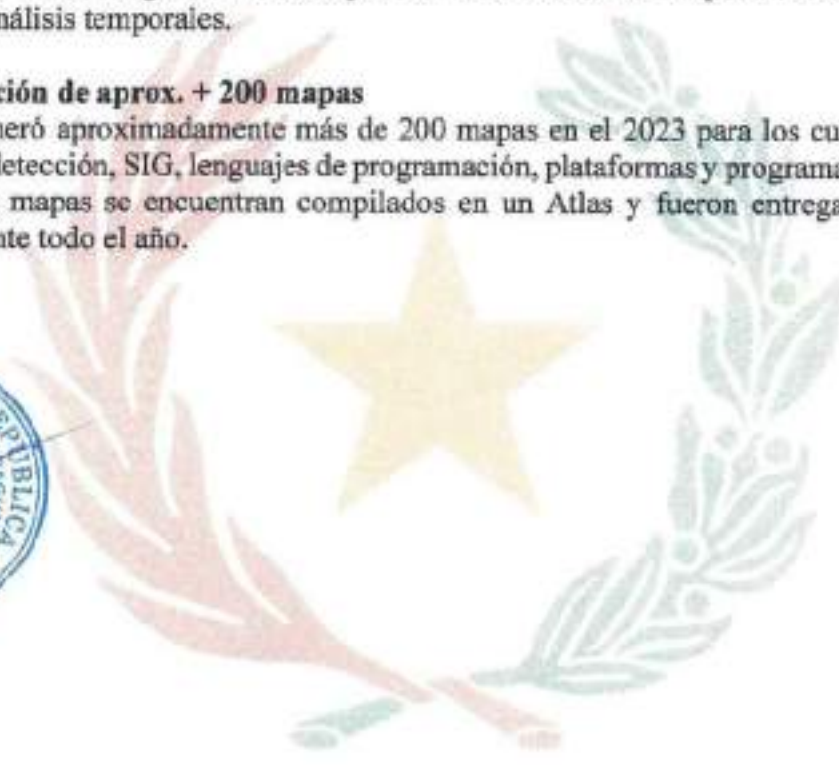 nálisis temporales.
ción de aprox. + 200 mapas
neró aproximadamente más de 200 mapas en el 2023 para los cu
detección, SIG, lenguajes de programación, plataformas y programa
mapas se encuentran compilados en un Atlas y fueron entrega
nte todo el año.
EPUBLICA